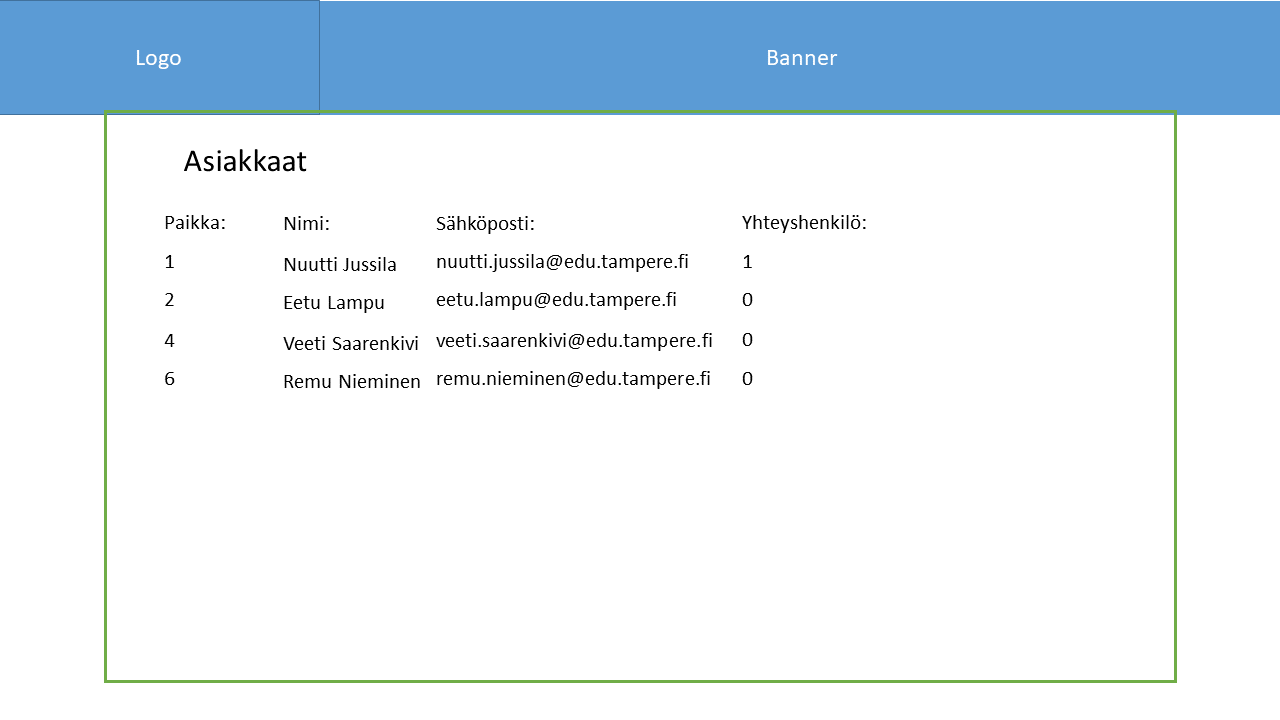 Logo
Banner
Asiakkaat
Paikka: Nimi: Sähköposti: Yhteyshenkilö:
1 Nuutti Jussila nuutti.jussila@edu.tampere.fi 1
2 Eetu Lampu eetu.lampu@edu.tampere.fi 0
4 Veeti Saarenkivi veeti.saarenkivi@edu.tampere.fi 0
6 Remu Nieminen remu.nieminen@edu.tampere.fi 0